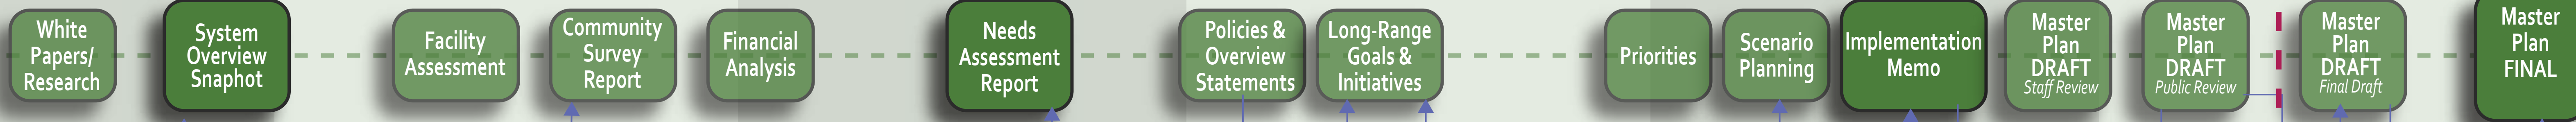 White
Papers/
Research
System
Overview
Snaphot
Facility
Assessment
Community
Survey
Report
Financial
Analysis
Needs
Assessment
Report
Policies &
Overview
Statements
Long-Range
Goals &
Initiatives
Priorities
Scenario
Planning
Implementation
Memo
Master
Plan
DRAFT
Staff Review
Master
Plan
DRAFT
Public Review
Master
Plan
DRAFT
Final Draft
Master
Plan
FINAL